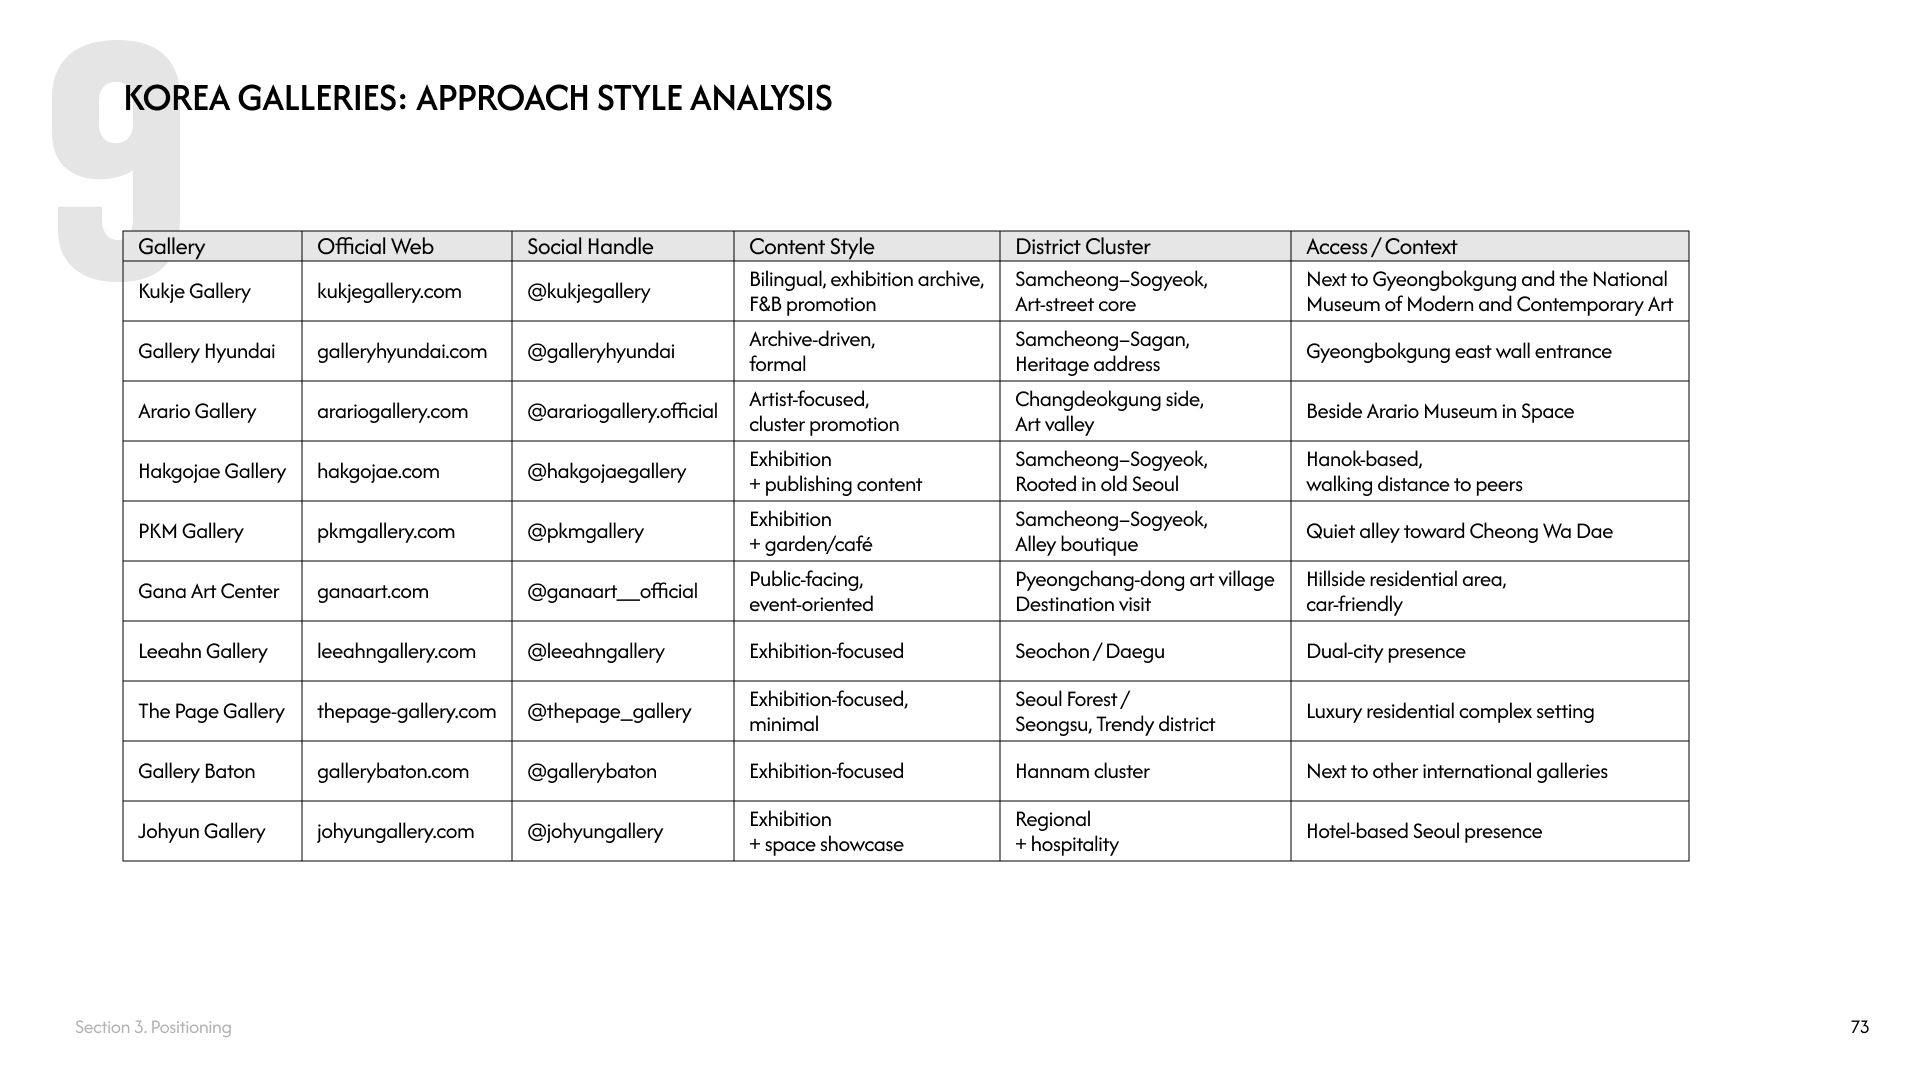 9
KOREA GALLERIES: APPROACH STYLE ANALYSIS
Gallery Official Web Social Handle Content Style District Cluster Access / Context
Kukje Gallery kukjegallery.com @kukjegallery Bilingual, exhibition archive, Samcheong–Sogyeok, Next to Gyeongbokgung and the National
F&B promotion Art-street core Museum of Modern and Contemporary Art
Gallery Hyundai galleryhyundai.com @galleryhyundai Archive-driven, Samcheong–Sagan, Gyeongbokgung east wall entrance
formal Heritage address
Arario Gallery arariogallery.com @arariogallery.official Artist-focused, Changdeokgung side, Beside Arario Museum in Space
cluster promotion Art valley
Hakgojae Gallery hakgojae.com @hakgojaegallery Exhibition Samcheong–Sogyeok, Hanok-based,
+ publishing content Rooted in old Seoul walking distance to peers
PKM Gallery pkmgallery.com @pkmgallery Exhibition Samcheong–Sogyeok, Quiet alley toward Cheong Wa Dae
+ garden/café Alley boutique
Gana Art Center ganaart.com @ganaart__official Public-facing, Pyeongchang-dong art village Hillside residential area,
event-oriented Destination visit car-friendly
Leeahn Gallery leeahngallery.com @leeahngallery Exhibition-focused Seochon / Daegu Dual-city presence
The Page Gallery thepage-gallery.com @thepage_gallery Exhibition-focused, Seoul Forest / Luxury residential complex setting
minimal Seongsu, Trendy district
Gallery Baton gallerybaton.com @gallerybaton Exhibition-focused Hannam cluster Next to other international galleries
Johyun Gallery johyungallery.com @johyungallery Exhibition Regional Hotel-based Seoul presence
+ space showcase + hospitality
Section 3. Positioning 73